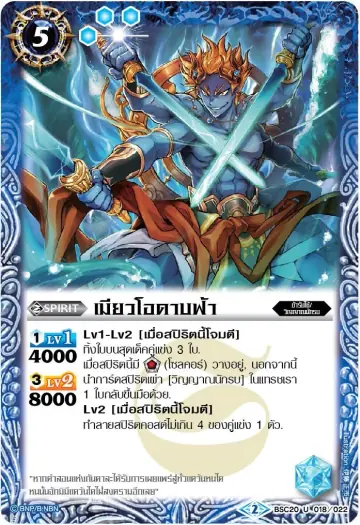 5
SPIRIT
เมียวโอดาบฟ้า
1 LV1
4000
3 LV2
8000
Lv1-Lv2 [เมื่อสปิริตนี้โจมตี]
ทิ้งใบบนสุดเด็คคู่แข่ง 3 ใบ.
เมื่อสปิริตนี้มี (โซลคอร์) วางอยู่, นอกจากนี้
นำการ์ดสปิริตเผ่า [วิญญาณนักรบ] ในแทรชเรา
1 ใบกลับขึ้นมือด้วย.
Lv2 [เมื่อสปิริตนี้โจมตี]
ทำลายสปิริตคอสต์ไม่เกิน 4 ของคู่แข่ง 1 ตัว.
2
BSC20 U 018/022
©BNP/B,NBN